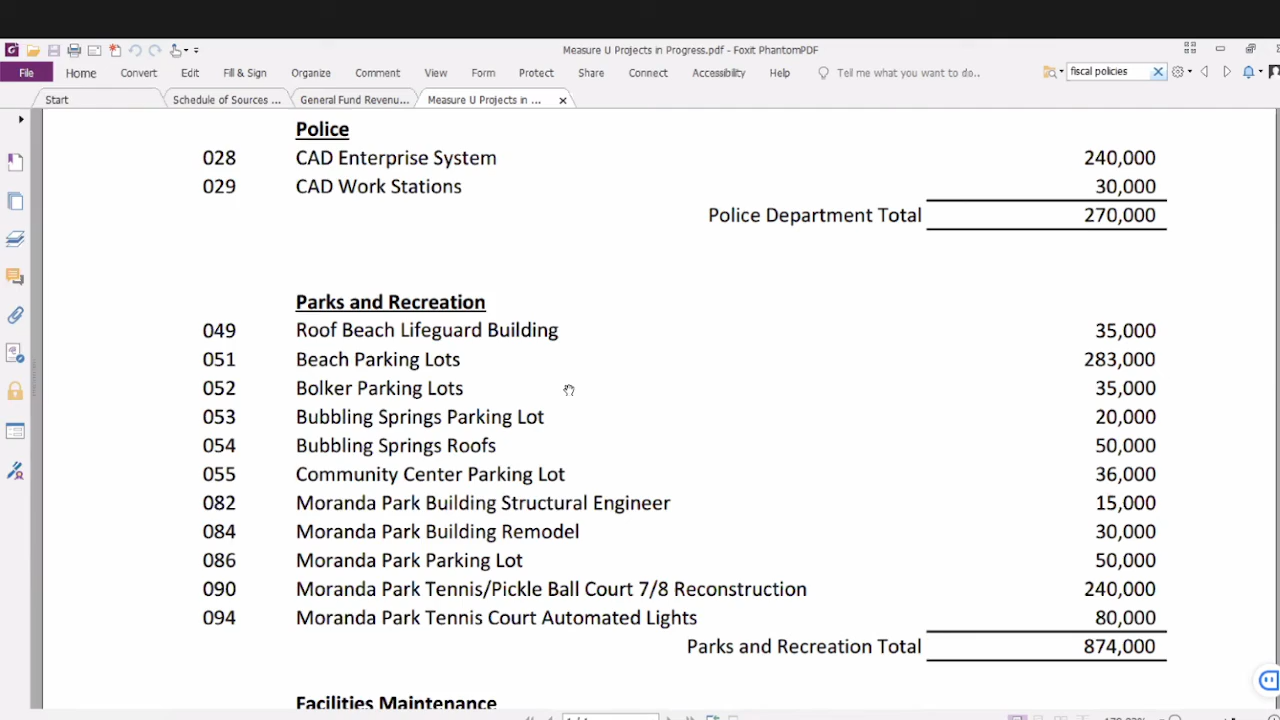 Measure U Projects in Progress.pdf - Foxit PhantomPDF
File Home Convert Edit Fill & Sign Organize Comment View Form Protect Share Connect Accessibility Help Tell me what you want to do.. fiscal policies
Start Schedule of Sources ... General Fund Revenu... Measure U Projects in ...
Police
028 CAD Enterprise System 240,000
029 CAD Work Stations 30,000
Police Department Total 270,000
Parks and Recreation
049 Roof Beach Lifeguard Building 35,000
051 Beach Parking Lots 283,000
052 Bolker Parking Lots 35,000
053 Bubbling Springs Parking Lot 20,000
054 Bubbling Springs Roofs 50,000
055 Community Center Parking Lot 36,000
082 Moranda Park Building Structural Engineer 15,000
084 Moranda Park Building Remodel 30,000
086 Moranda Park Parking Lot 50,000
090 Moranda Park Tennis/Pickle Ball Court 7/8 Reconstruction 240,000
094 Moranda Park Tennis Court Automated Lights 80,000
Parks and Recreation Total 874,000
Facilities Maintenance